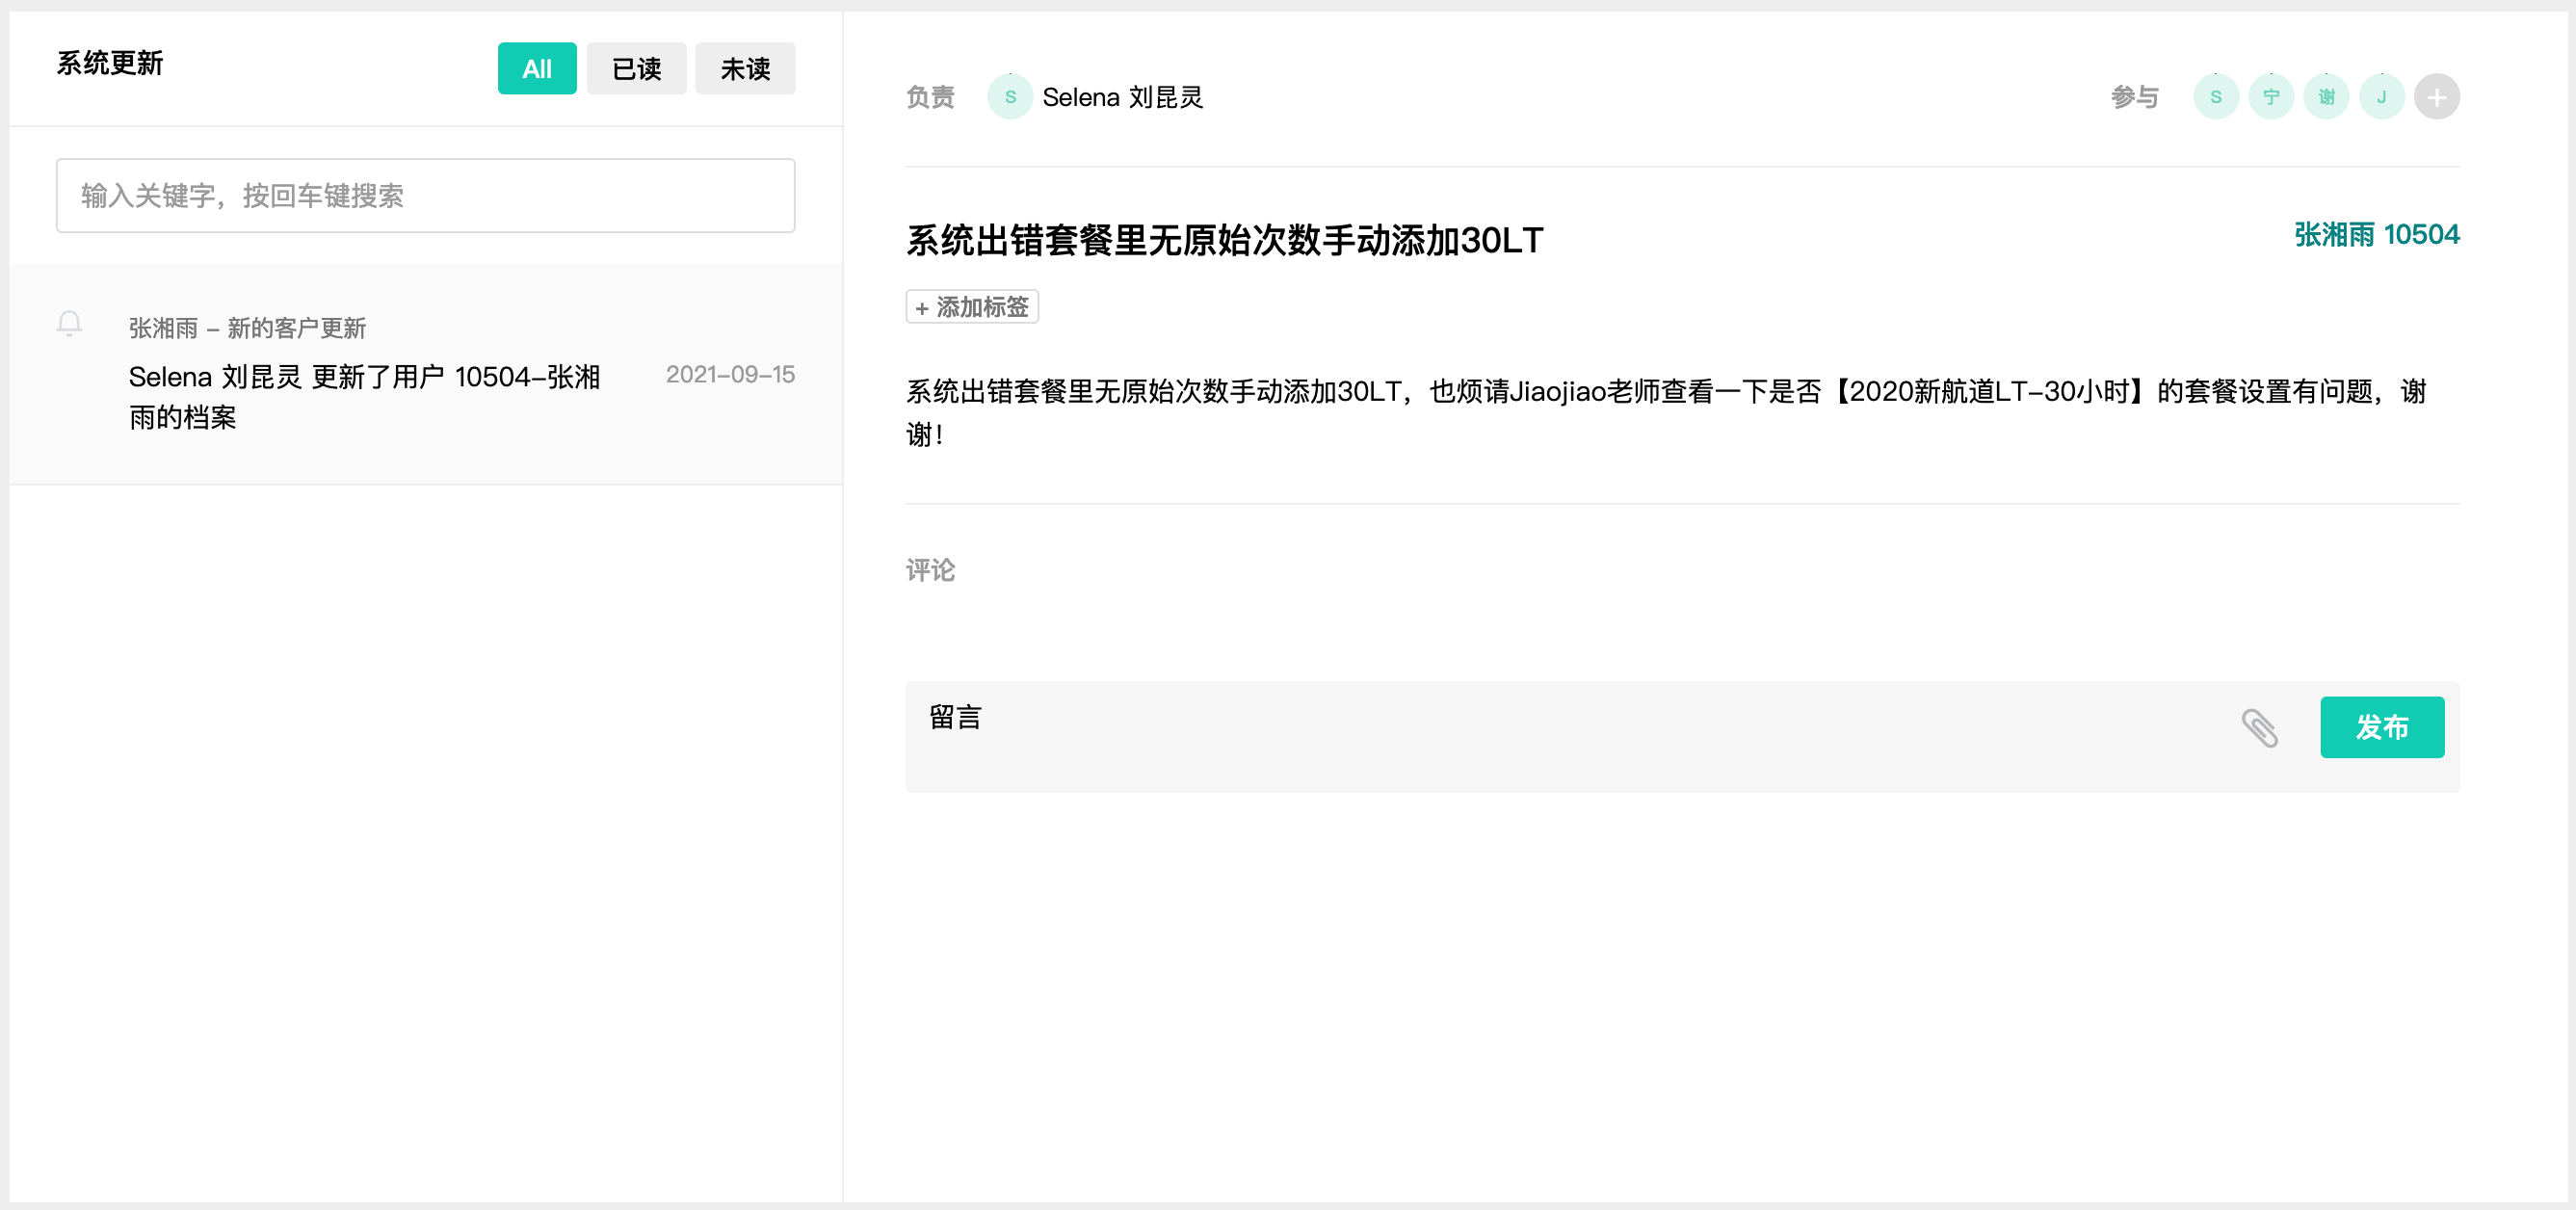 系统更新
All 已读 未读
输入关键字，按回车键搜索
张湘雨 – 新的客户更新
Selena 刘昆灵 更新了用户 10504–张湘
雨的档案
2021–09–15
负责 S Selena 刘昆灵
参与 S 宁 谢 J +
系统出错套餐里无原始次数手动添加30LT
张湘雨 10504
+ 添加标签
系统出错套餐里无原始次数手动添加30LT，也烦请Jiaojiao老师查看一下是否【2020新航道LT–30小时】的套餐设置有问题，谢
谢！
评论
留言
发布